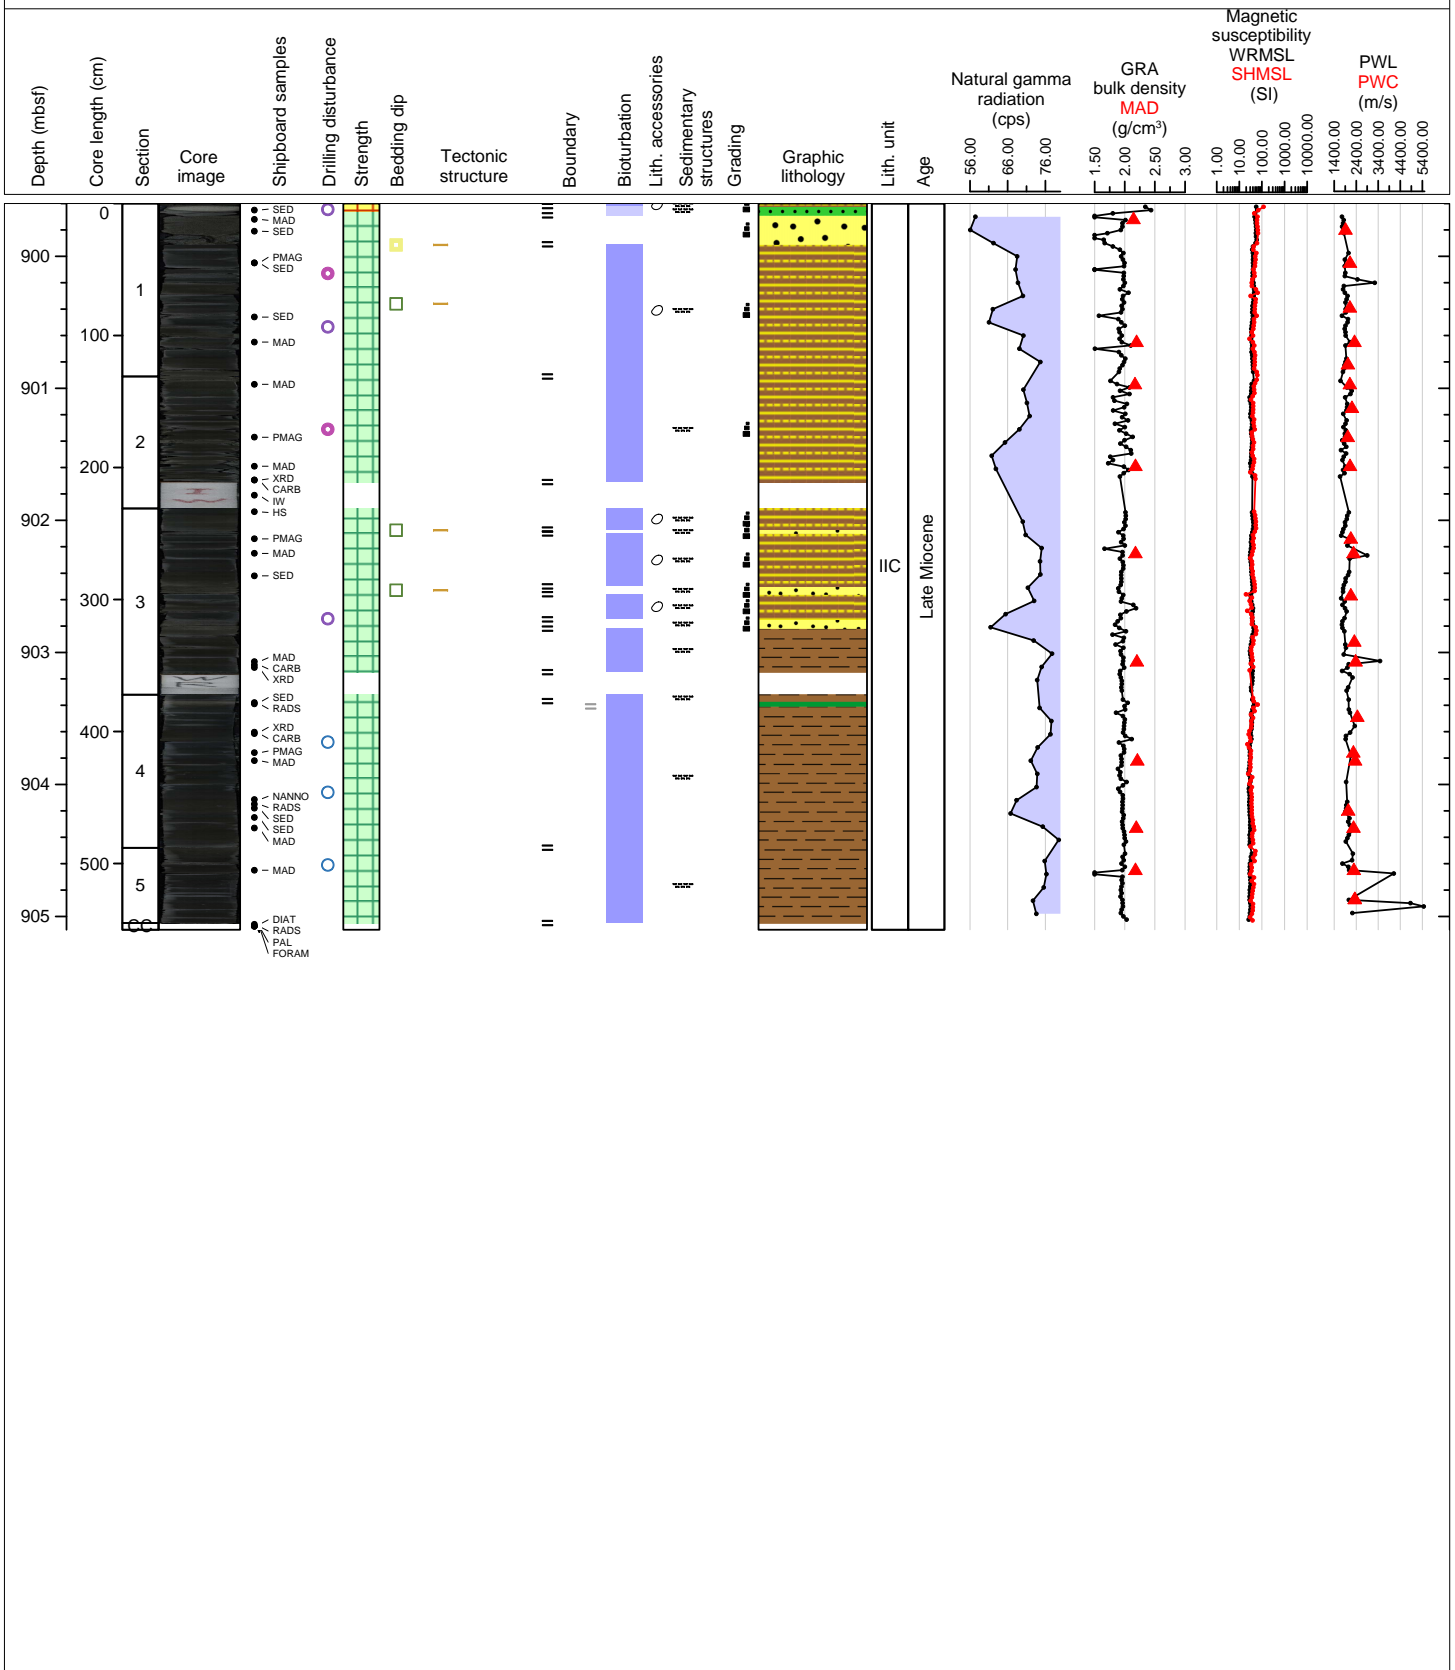 Depth (mbsf)
Core length (cm)
Section
Core
image
Shipboard samples
Drilling disturbance
Strength
Bedding dip
Tectonic
structure
Boundary
Bioturbation
Lith. accessories
Sedimentary
structures
Grading
Graphic
lithology
Lith. unit
Age
Natural gamma
radiation
(cps)
56.00
66.00
76.00
GRA
bulk density
MAD
(g/cm³)
1.50
2.00
2.50
3.00
Magnetic
susceptibility
WRMSL
SHMSL
(SI)
1.00
10.00
100.00
1000.00
10000.00
PWL
PWC
(m/s)
1400.00
2400.00
3400.00
4400.00
5400.00
900
901
902
903
904
905
0
100
200
300
400
500
1
2
3
4
5
CC
SED
MAD
SED
PMAG
SED
SED
MAD
MAD
PMAG
MAD
XRD
CARB
IW
HS
PMAG
MAD
SED
MAD
CARB
XRD
SED
RADS
XRD
CARB
PMAG
MAD
NANNO
RADS
SED
SED
MAD
MAD
DIAT
RADS
PAL
FORAM
IIC
Late Miocene